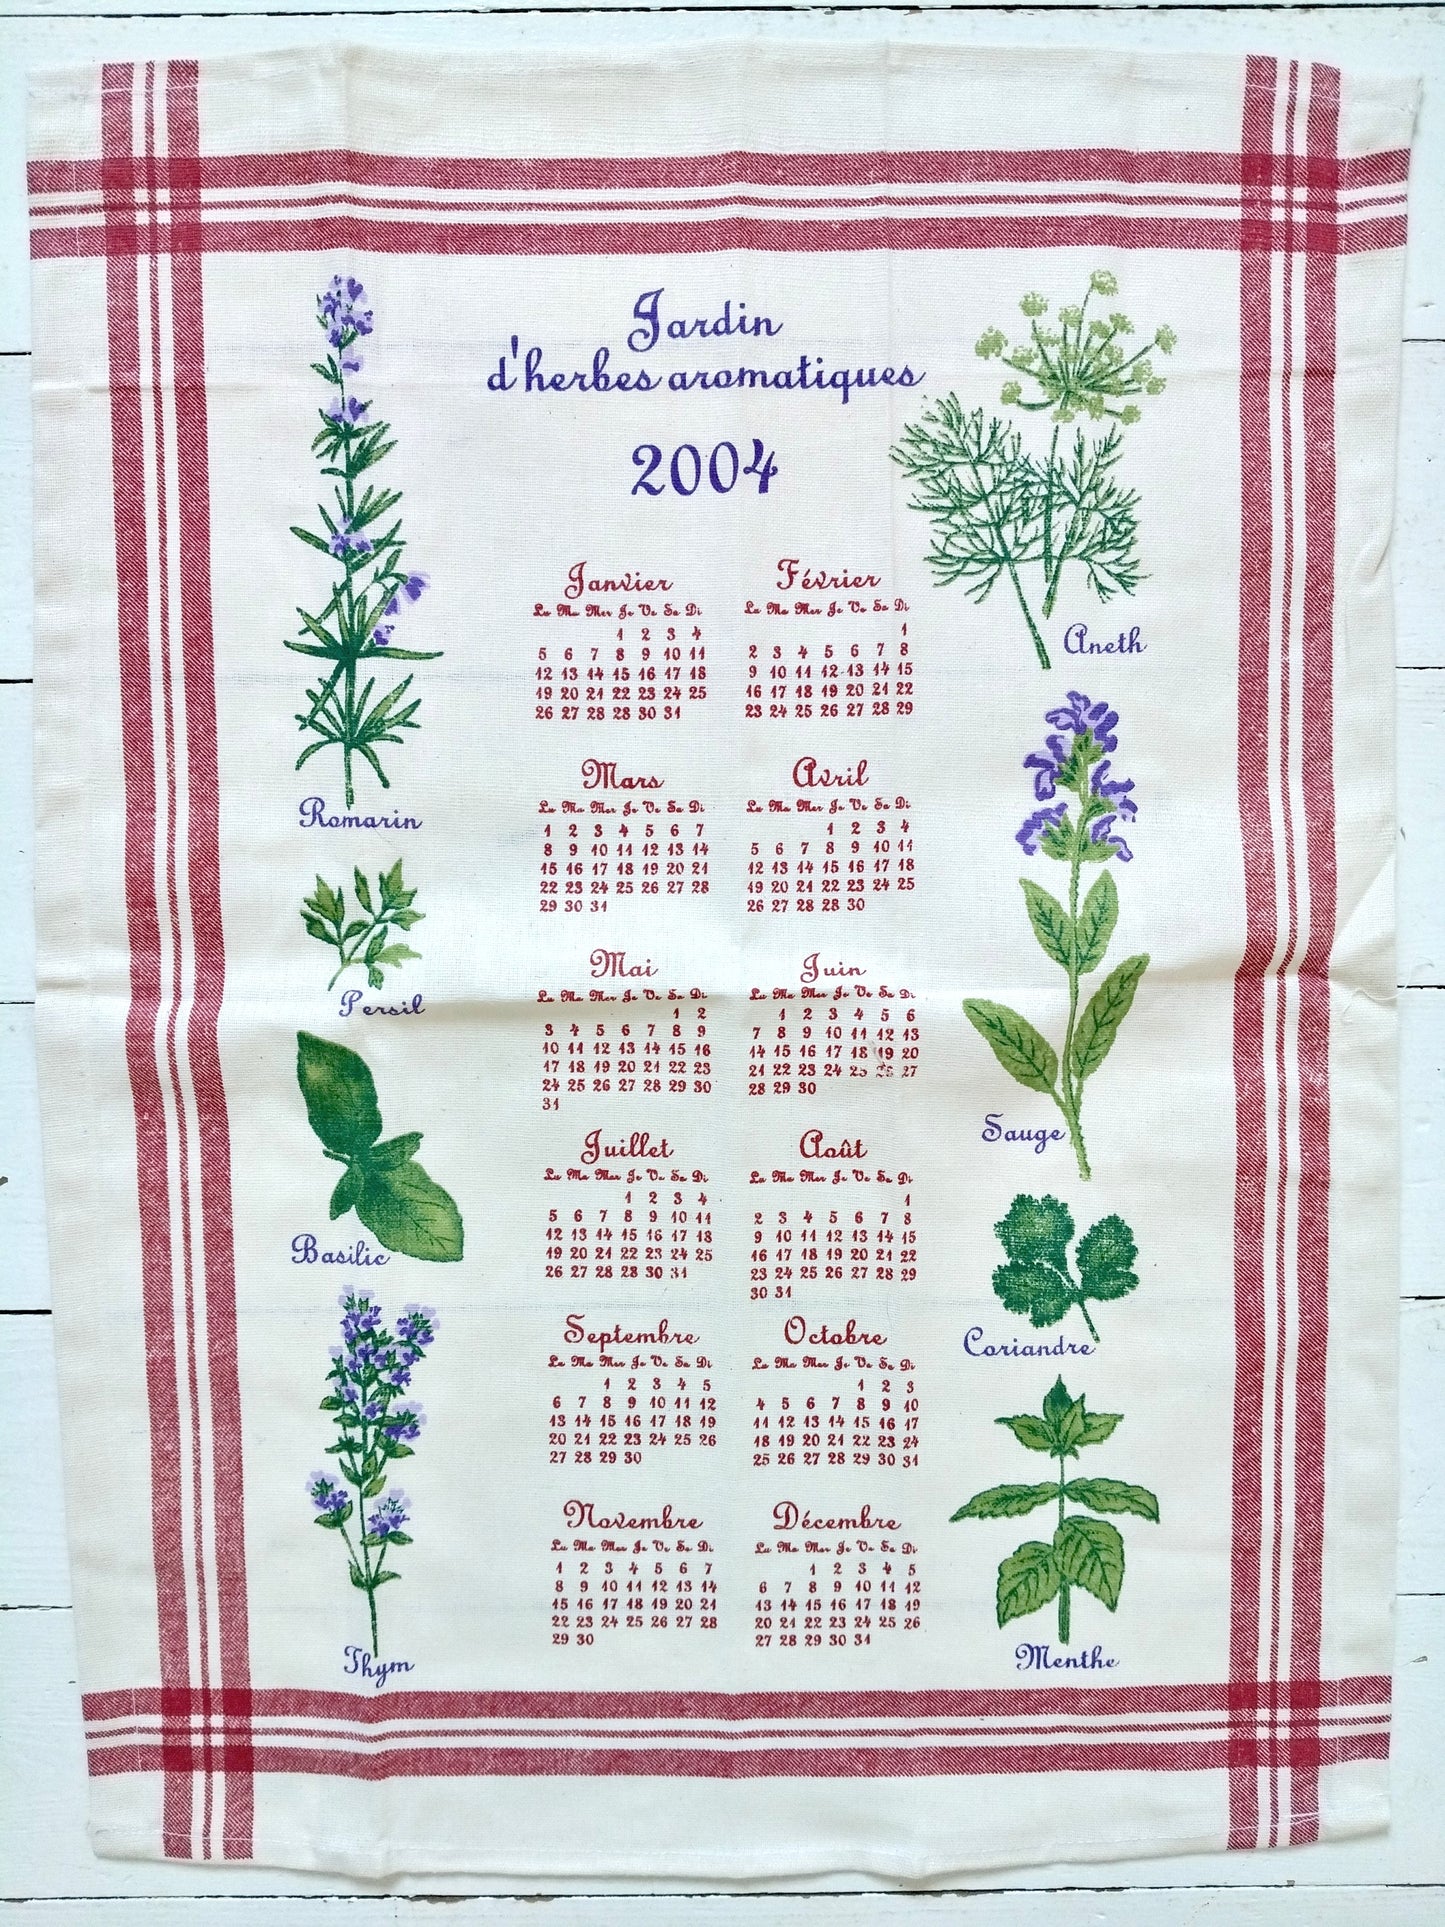 Jardin
d'herbes aromatiques
2004
Janvier
Lu Ma Mer Je Ve Sa Di
1 2 3 4
5 6 7 8 9 10 11
12 13 14 15 16 17 18
19 20 21 22 23 24 25
26 27 28 28 30 31
Février
Lu Ma Mer Je Ve Sa Di
1
2 3 4 5 6 7 8
9 10 11 12 13 14 15
16 17 18 19 20 21 22
23 24 25 26 27 28 29
Mars
Lu Ma Mer Je Ve Sa Di
1 2 3 4 5 6 7
8 9 10 11 12 13 14
15 16 17 18 19 20 21
22 23 24 25 26 27 28
29 30 31
Avril
Lu Ma Mer Je Ve Sa Di
1 2 3 4
5 6 7 8 9 10 11
12 13 14 15 16 17 18
19 20 21 22 23 24 25
26 27 28 28 30
Mai
Lu Ma Mer Je Ve Sa Di
1 2
3 4 5 6 7 8 9
10 11 12 13 14 15 16
17 18 19 20 21 22 23
24 25 26 27 28 29 30
31
Juin
Lu Ma Mer Je Ve Sa Di
1 2 3 4 5 6
7 8 9 10 11 12 13
14 15 16 17 18 19 20
21 22 23 24 25 26 27
28 29 30
Juillet
Lu Ma Mer Je Ve Sa Di
1 2 3 4
5 6 7 8 9 10 11
12 13 14 15 16 17 18
19 20 21 22 23 24 25
26 27 28 28 30 31
Août
Lu Ma Mer Je Ve Sa Di
1
2 3 4 5 6 7 8
9 10 11 12 13 14 15
16 17 18 19 20 21 22
23 24 25 26 27 28 29
30 31
Septembre
Lu Ma Mer Je Ve Sa Di
1 2 3 4 5
6 7 8 9 10 11 12
13 14 15 16 17 18 19
20 21 22 23 24 25 26
27 28 29 30
Octobre
Lu Ma Mer Je Ve Sa Di
1 2 3
4 5 6 7 8 9 10
11 12 13 14 15 16 17
18 19 20 21 22 23 24
25 26 27 28 29 30 31
Novembre
Lu Ma Mer Je Ve Sa Di
1 2 3 4 5 6 7
8 9 10 11 12 13 14
15 16 17 18 19 20 21
22 23 24 25 26 27 28
29 30
Décembre
Lu Ma Mer Je Ve Sa Di
1 2 3 4 5
6 7 8 9 10 11 12
13 14 15 16 17 18 19
20 21 22 23 24 25 26
27 28 29 30 31
Romarin
Persil
Basilic
Thym
Aneth
Sauge
Coriandre
Menthe